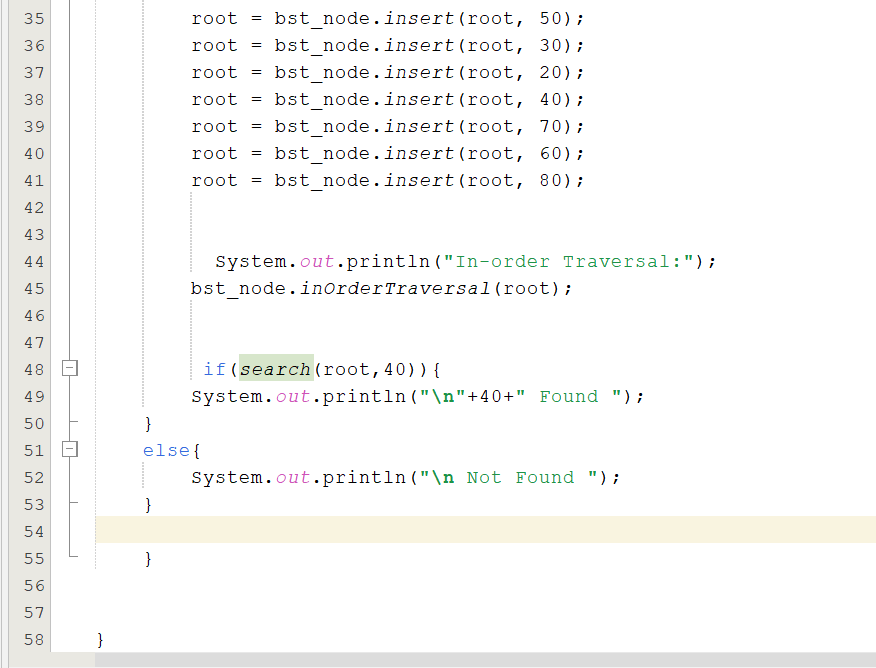 35 root = bst_node.insert(root, 50);
36 root = bst_node.insert(root, 30);
37 root = bst_node.insert(root, 20);
38 root = bst_node.insert(root, 40);
39 root = bst_node.insert(root, 70);
40 root = bst_node.insert(root, 60);
41 root = bst_node.insert(root, 80);
42
43
44 System.out.println("In-order Traversal:");
45 bst_node.inOrderTraversal(root);
46
47
48 if(search(root,40)){
49 System.out.println("\n"+40+" Found ");
50 }
51 else{
52 System.out.println("\n Not Found ");
53 }
54
55 }
56
57
58 }